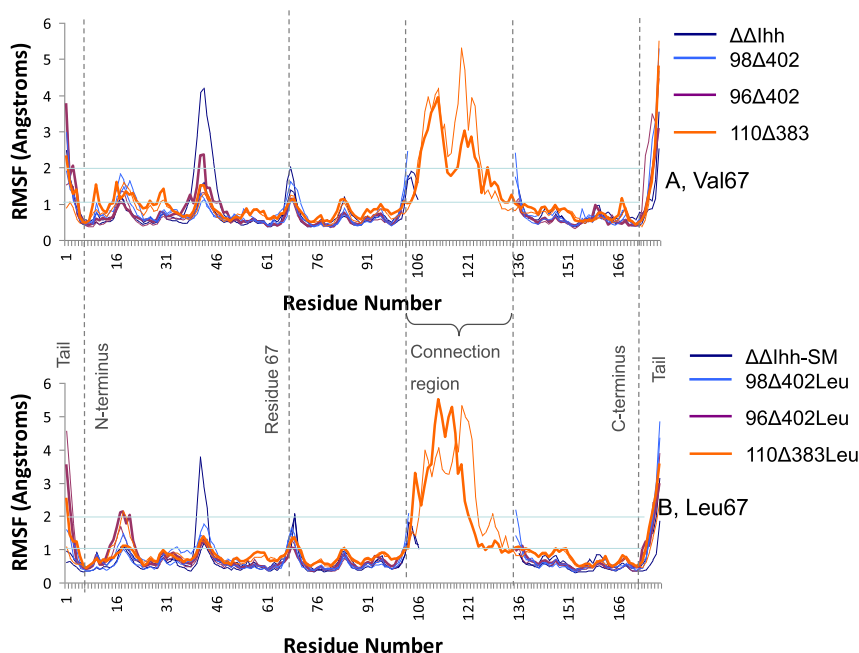 6
5
4
3
2
1
0
RMSF (Angstroms)
1
16
31
46
61
76
91
106
121
136
151
166
Residue Number
ΔΔIhh
98Δ402
96Δ402
110Δ383
A, Val67
Tail
N-terminus
Residue 67
Connection
region
C-terminus
Tail
6
5
4
3
2
1
0
RMSF (Angstroms)
1
16
31
46
61
76
91
106
121
136
151
166
Residue Number
ΔΔIhh-SM
98Δ402Leu
96Δ402Leu
110Δ383Leu
B, Leu67